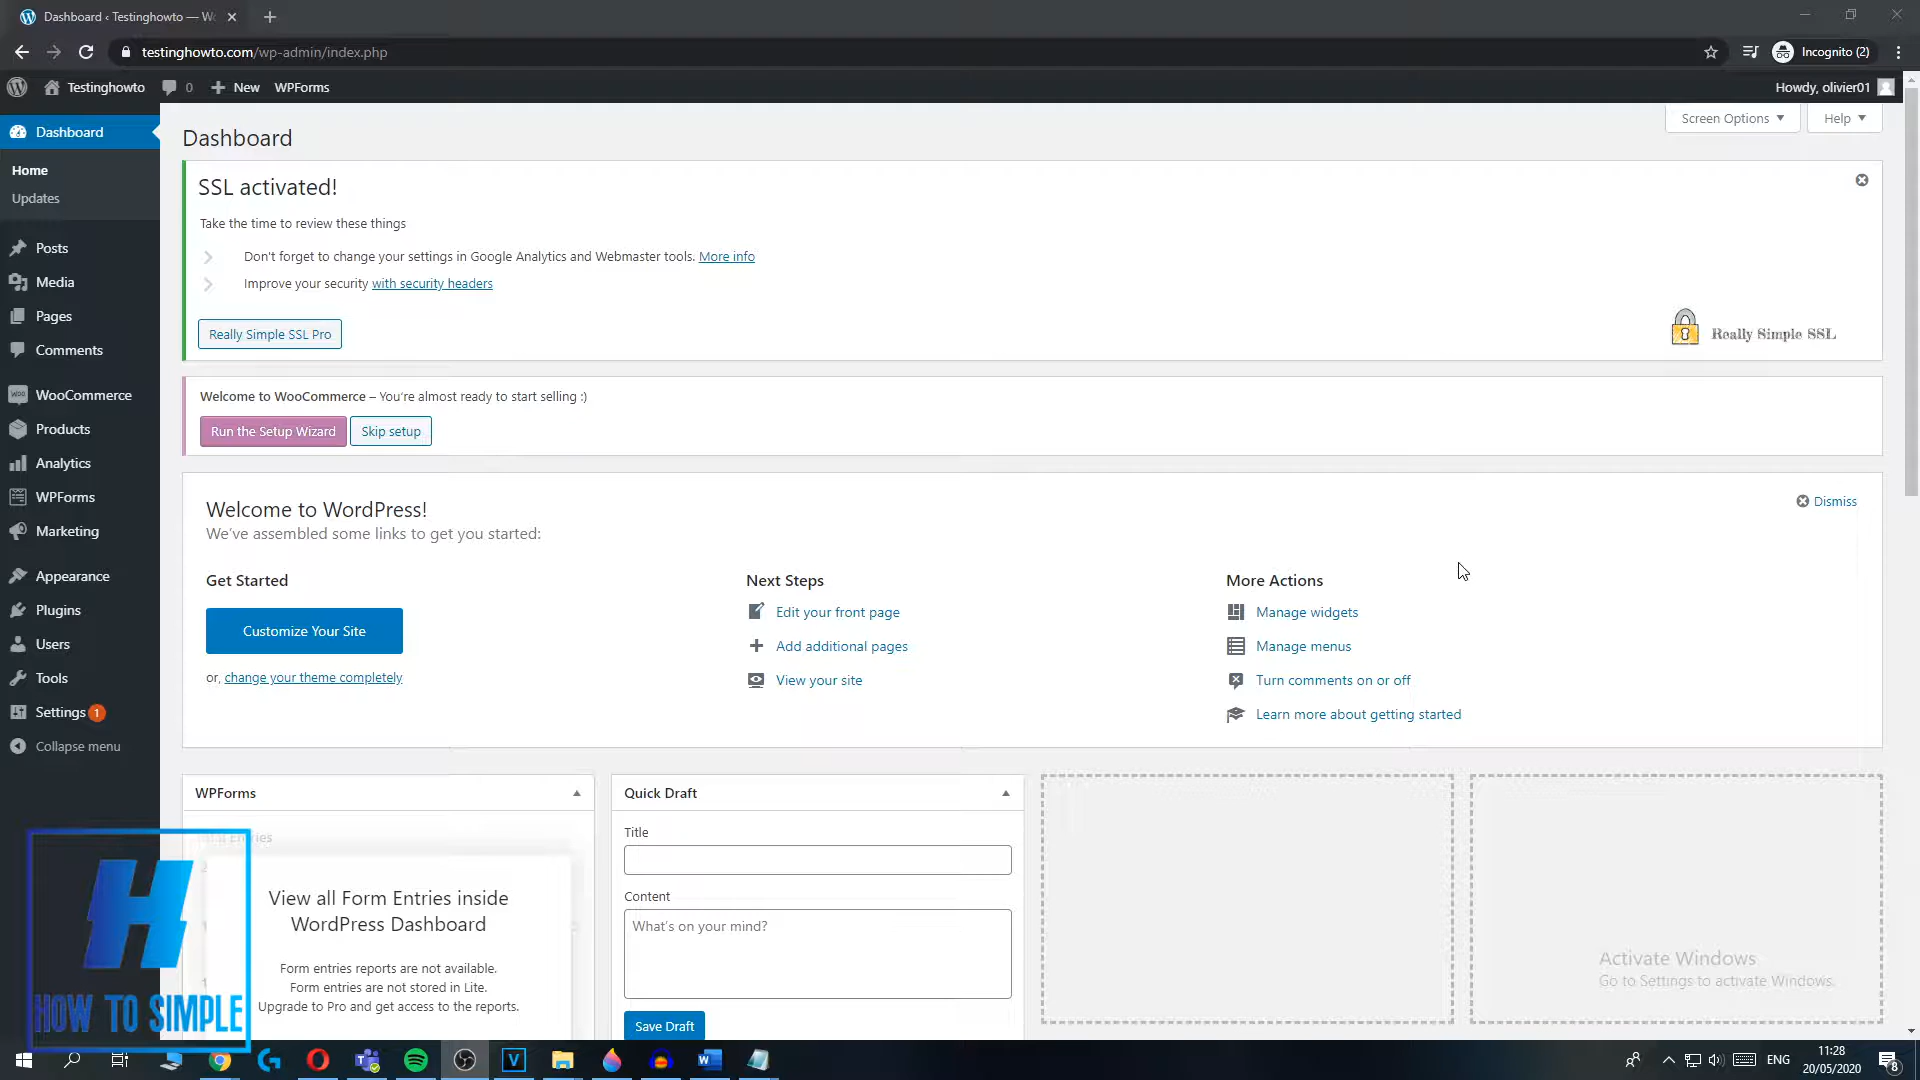 Dashboard ‹ Testinghowto — W
testinghowto.com/wp-admin/index.php
Incognito (2)
Testinghowto
0
New
WPForms
Howdy, olivier01
Dashboard
Home
Updates
Posts
Media
Pages
Comments
WooCommerce
Products
Analytics
WPForms
Marketing
Appearance
Plugins
Users
Tools
Settings 1
Collapse menu
Screen Options
Help
Dashboard
SSL activated!
Take the time to review these things
Don't forget to change your settings in Google Analytics and Webmaster tools. More info
Improve your security with security headers
Really Simple SSL Pro
Really Simple SSL
Welcome to WooCommerce – You're almost ready to start selling :)
Run the Setup Wizard
Skip setup
Welcome to WordPress!
We've assembled some links to get you started:
Dismiss
Get Started
Customize Your Site
or, change your theme completely
Next Steps
Edit your front page
Add additional pages
View your site
More Actions
Manage widgets
Manage menus
Turn comments on or off
Learn more about getting started
WPForms
View all Form Entries inside
WordPress Dashboard
Form entries reports are not available.
Form entries are not stored in Lite.
Upgrade to Pro and get access to the reports.
Quick Draft
Title
Content
What's on your mind?
Save Draft
Activate Windows
Go to Settings to activate Windows.
H
HOW TO SIMPLE
ENG
11:28
20/05/2020
8